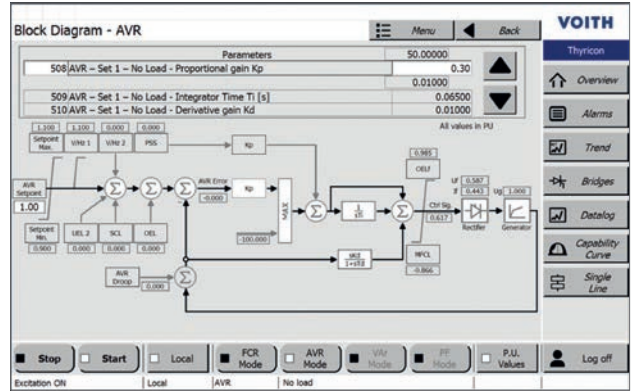 Block Diagram - AVR
Menu
Back
VOITH
Thyricon
Parameters
50.00000
508 AVR – Set 1 – No Load - Proportional gain Kp
0.30
0.01000
509 AVR – Set 1 – No Load - Integrator Time Ti [s]
0.06500
510 AVR – Set 1 – No Load - Derivative gain Kd
0.01000
All values in PU
Overview
Alarms
Trend
Bridges
Datalog
Capability Curve
Single Line
Log off
1.100
1.100
0.000
0.000
Setpoint Max.
V/Hz 1
V/Hz 2
PSS
Kp
0.985
OELF
AVR Setpoint
1.00
Σ
Σ
Σ
AVR Error
-0.000
Kp
MAX
Σ
1
sTi
Σ
Uf 0.587
If 0.443
Ug 1.000
Ctrl Sig.
0.617
Rectifier
Generator
Setpoint Min.
UEL 2
SCL
OEL
0.900
0.000
0.000
0.000
-100.000
sKd
MFCL
-0.866
AVR Droop
0.000
Σ
Stop
Start
Local
FCR Mode
AVR Mode
VAr Mode
PF Mode
P.U. Values
Excitation ON
Local
AVR
No load